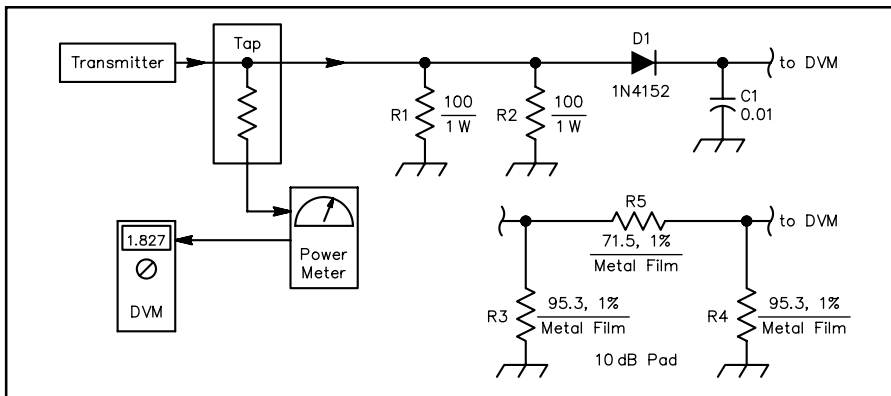 Transmitter
Tap
R1
100
1 W
R2
100
1 W
D1
1N4152
to DVM
C1
0.01
1.827
DVM
Power
Meter
R5
71.5, 1%
Metal Film
to DVM
R3
95.3, 1%
Metal Film
R4
95.3, 1%
Metal Film
10 dB Pad